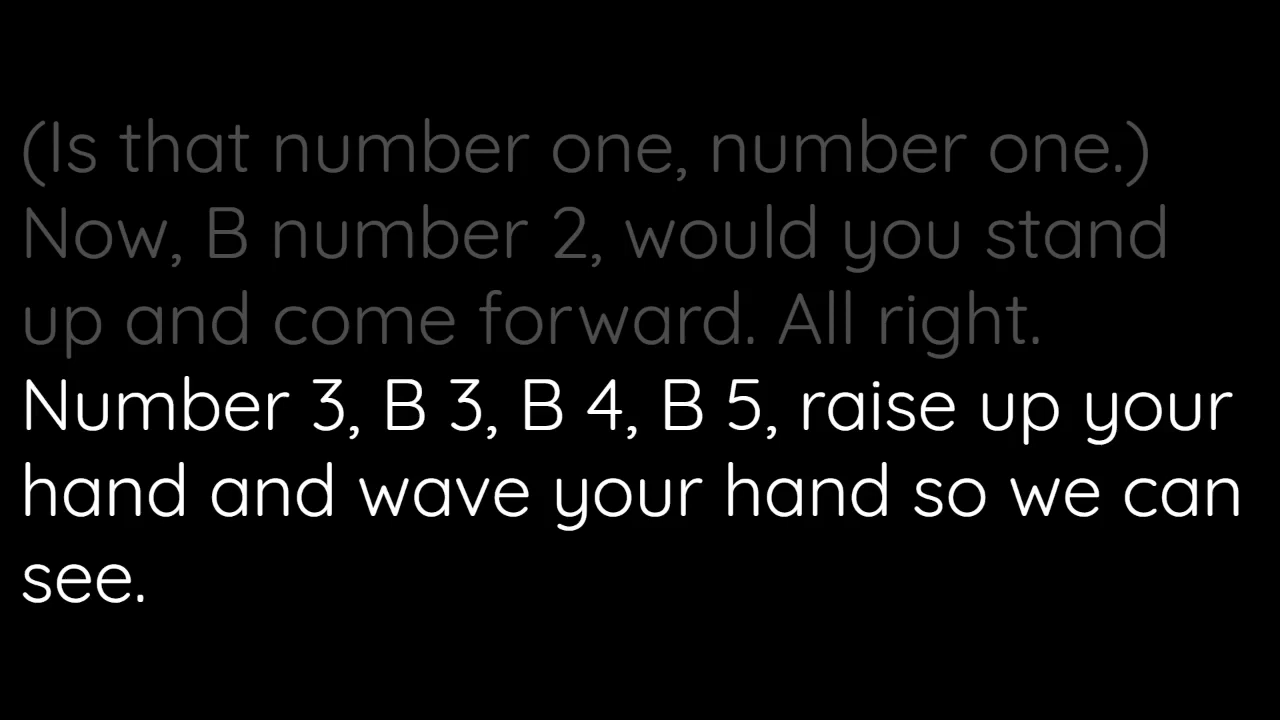 (Is that number one, number one.)
Now, B number 2, would you stand
up and come forward. All right.
Number 3, B 3, B 4, B 5, raise up your
hand and wave your hand so we can
see.